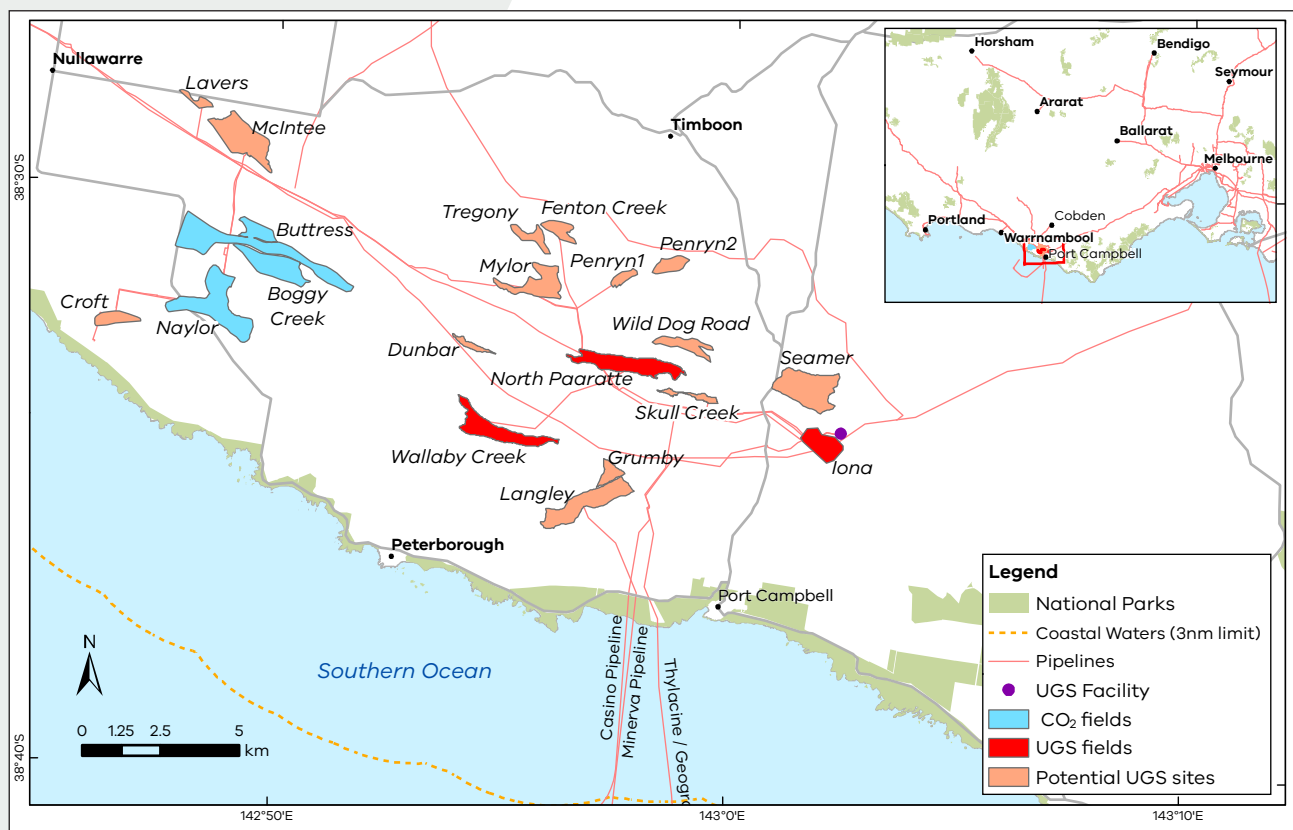 Nullawarre
Lavers
McIntee
Timboon
Buttress
Boggy
Creek
Naylor
Croft
Tregony
Fenton Creek
Mylor
Penryn1
Penryn2
Dunbar
Wild Dog Road
North Paaratte
Seamer
Skull Creek
Wallaby Creek
Grumby
Langley
Iona
Peterborough
Port Campbell
Southern Ocean
Casino Pipeline
Minerva Pipeline
Thylacine / Geogra
N
0 1.25 2.5 5
km
38°30'S
38°40'S
142°50'E
143°0'E
143°10'E
Horsham
Bendigo
Seymour
Ararat
Ballarat
Melbourne
Portland
Cobden
Warrnambool
Port Campbell
Legend
National Parks
Coastal Waters (3nm limit)
Pipelines
UGS Facility
CO₂ fields
UGS fields
Potential UGS sites